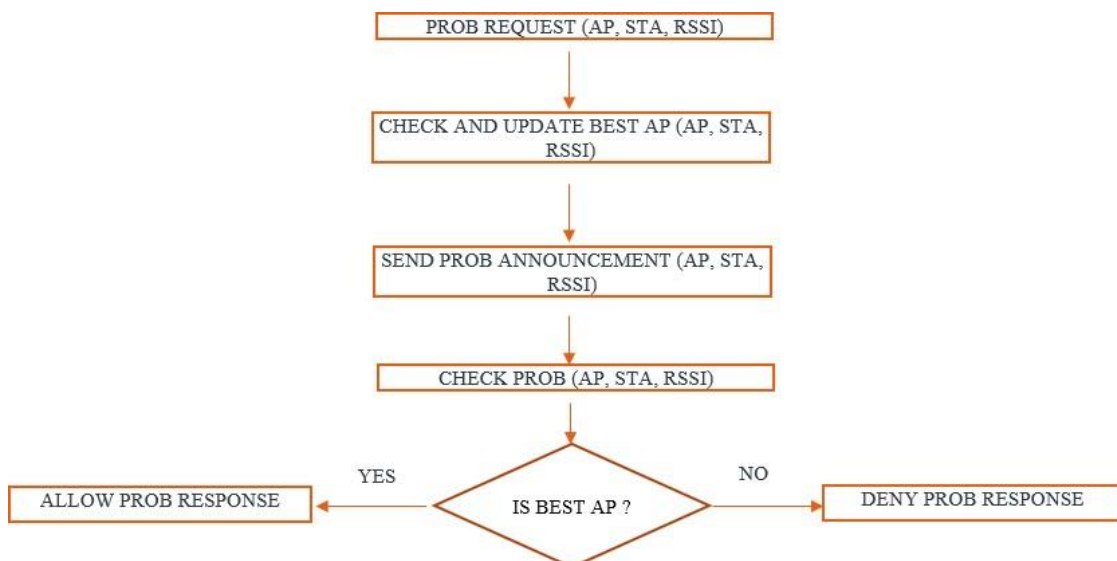 PROB REQUEST (AP, STA, RSSI)
CHECK AND UPDATE BEST AP (AP, STA,
RSSI)
SEND PROB ANNOUNCEMENT (AP, STA,
RSSI)
CHECK PROB (AP, STA, RSSI)
YES
NO
ALLOW PROB RESPONSE
IS BEST AP ?
DENY PROB RESPONSE